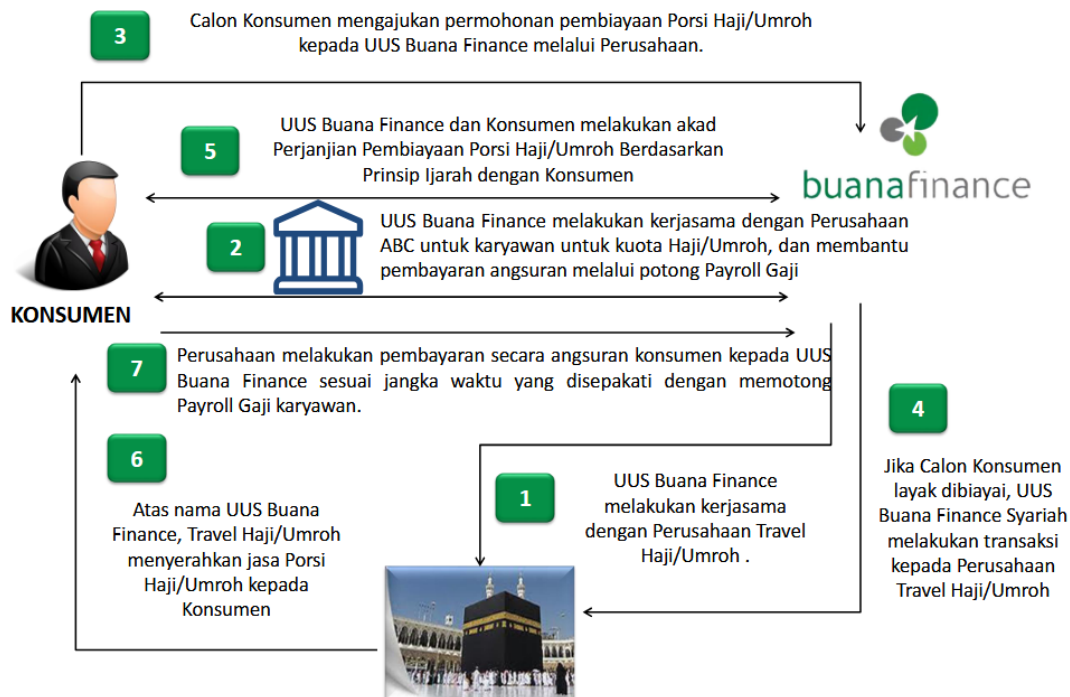 3
Calon Konsumen mengajukan permohonan pembiayaan Porsi Haji/Umroh
kepada UUS Buana Finance melalui Perusahaan.
5
UUS Buana Finance dan Konsumen melakukan akad
Perjanjian Pembiayaan Porsi Haji/Umroh Berdasarkan
Prinsip Ijarah dengan Konsumen
buanafinance
2
UUS Buana Finance melakukan kerjasama dengan Perusahaan
ABC untuk karyawan untuk kuota Haji/Umroh, dan membantu
pembayaran angsuran melalui potong Payroll Gaji
KONSUMEN
7
Perusahaan melakukan pembayaran secara angsuran konsumen kepada UUS
Buana Finance sesuai jangka waktu yang disepakati dengan memotong
Payroll Gaji karyawan.
4
Jika Calon Konsumen
layak dibiayai, UUS
Buana Finance Syariah
melakukan transaksi
kepada Perusahaan
Travel Haji/Umroh
6
Atas nama UUS Buana
Finance, Travel Haji/Umroh
menyerahkan jasa Porsi
Haji/Umroh kepada
Konsumen
1
UUS Buana Finance
melakukan kerjasama
dengan Perusahaan Travel
Haji/Umroh .